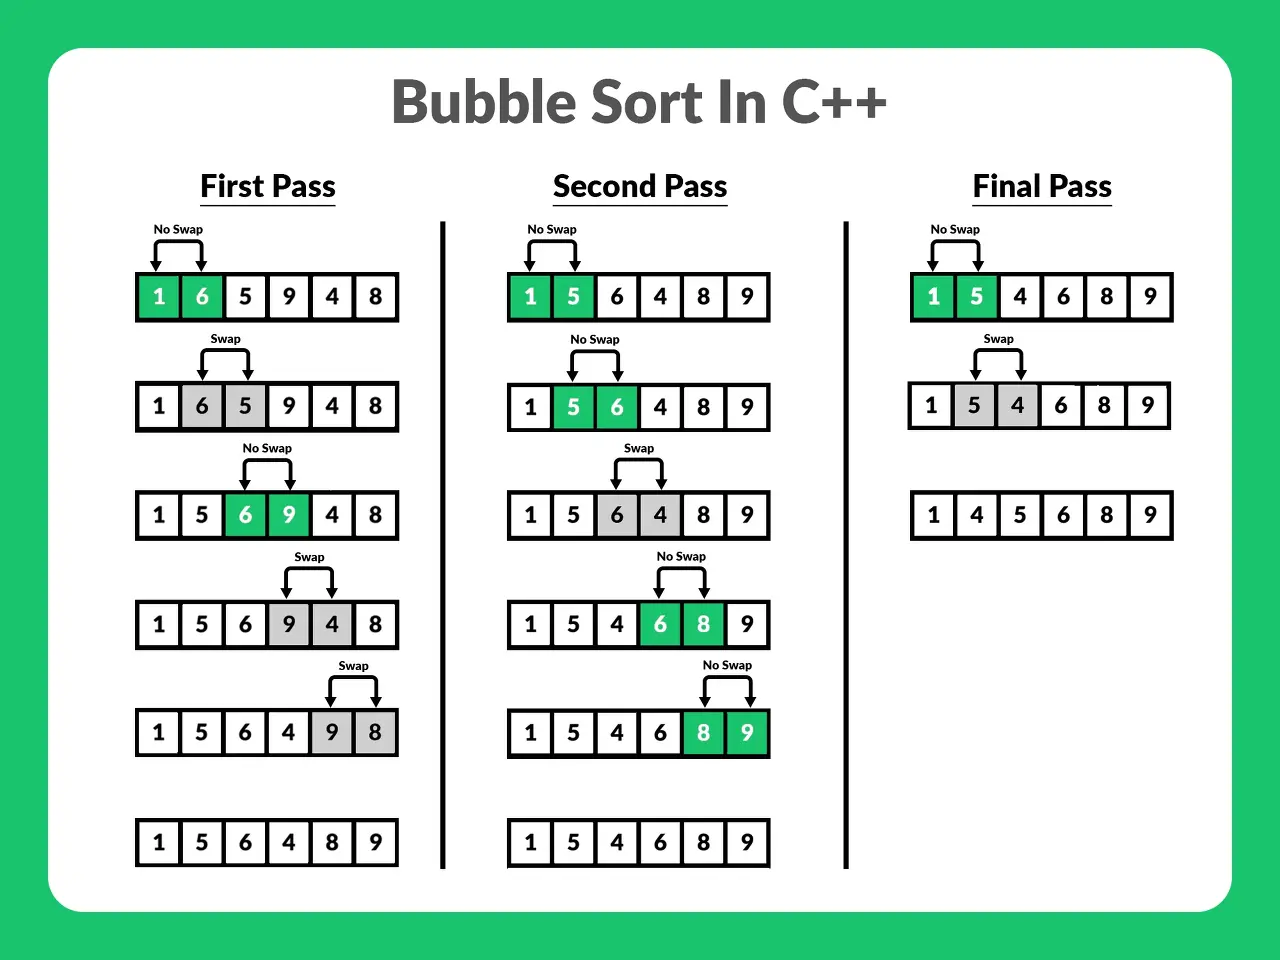 Bubble Sort In C++
First Pass
No Swap
1 6 5 9 4 8
Swap
1 6 5 9 4 8
No Swap
1 5 6 9 4 8
Swap
1 5 6 9 4 8
Swap
1 5 6 4 9 8
1 5 6 4 8 9
Second Pass
No Swap
1 5 6 4 8 9
No Swap
1 5 6 4 8 9
Swap
1 5 6 4 8 9
No Swap
1 5 4 6 8 9
No Swap
1 5 4 6 8 9
1 5 4 6 8 9
Final Pass
No Swap
1 5 4 6 8 9
Swap
1 5 4 6 8 9
1 4 5 6 8 9